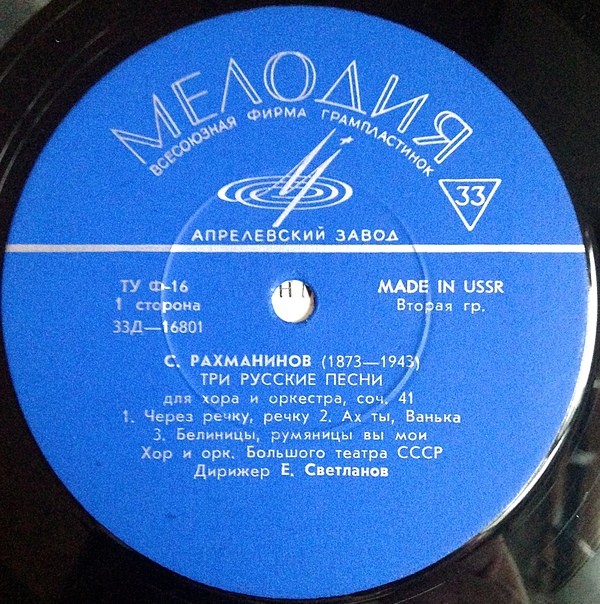 МЕЛОДИЯ
ВСЕСОЮЗНАЯ ФИРМА ГРАМПЛАСТИНОК
33
АПРЕЛЕВСКИЙ ЗАВОД
ТУ Ф-16
1 сторона
33Д—16801
MADE IN USSR
Вторая гр.
С. РАХМАНИНОВ (1873—1943)
ТРИ РУССКИЕ ПЕСНИ
для хора и оркестра, соч. 41
1. Через речку, речку 2. Ах ты, Ванька
3. Белиницы, румяницы вы мои
Хор и орк. Большого театра СССР
Дирижер Е. Светланов